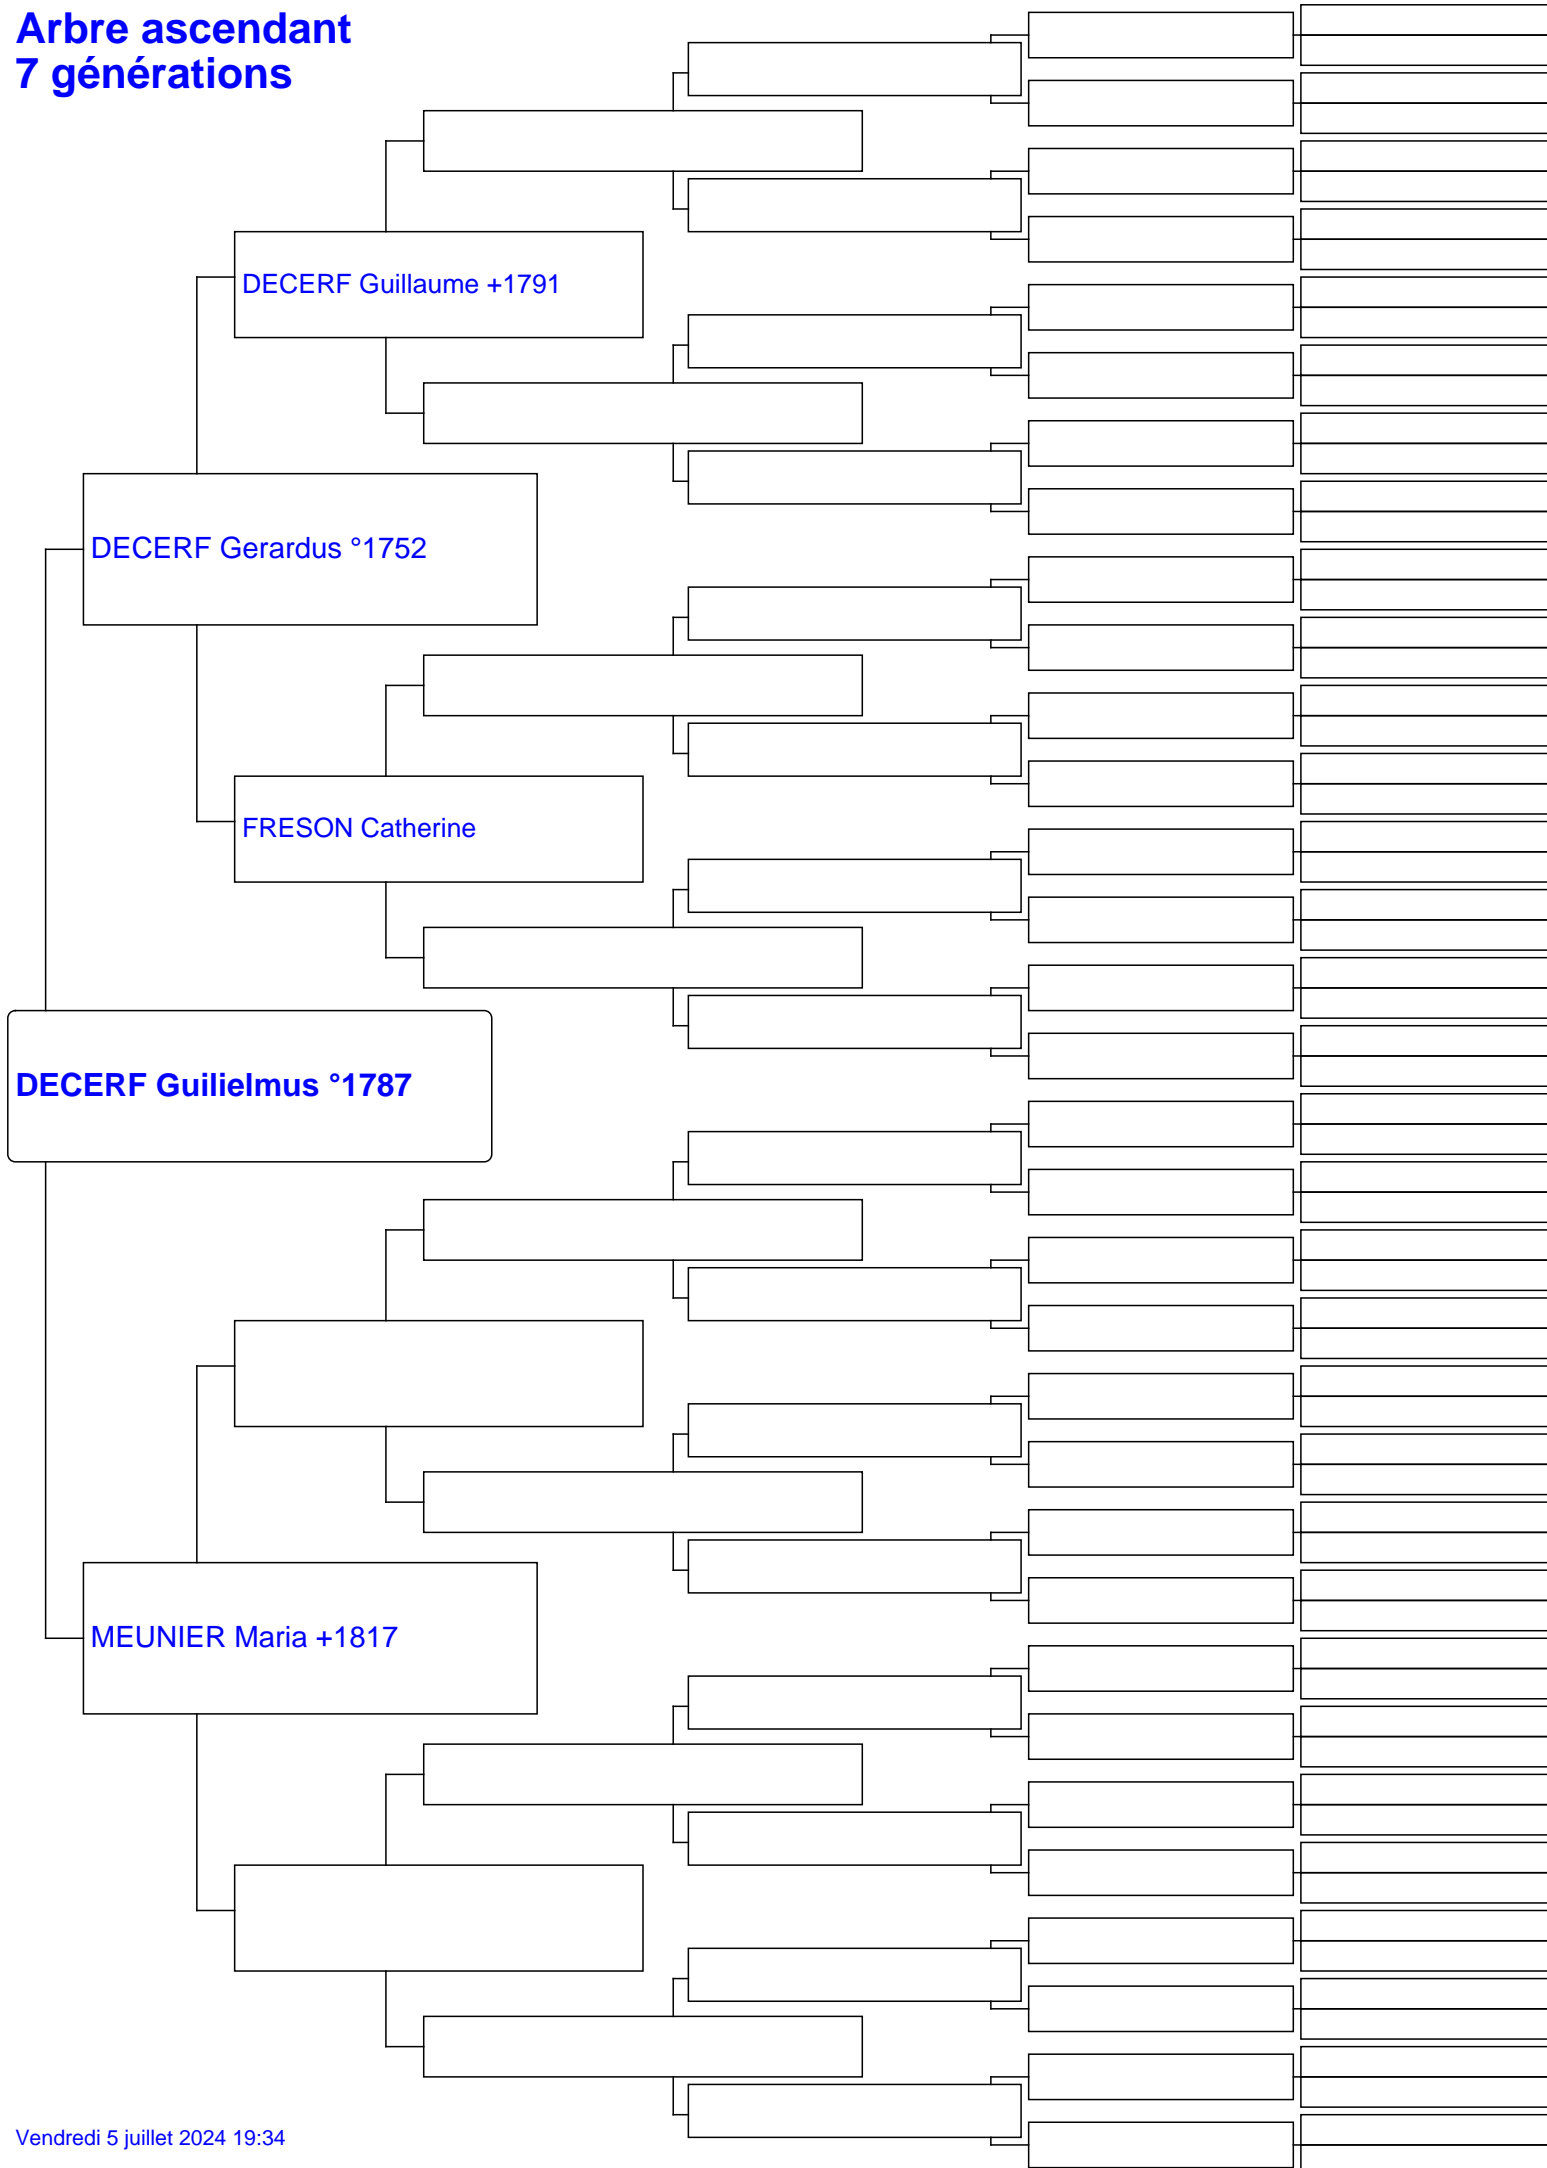 Arbre ascendant
7 générations
DECERF Guillaume +1791
DECERF Gerardus °1752
FRESON Catherine
DECERF Guilielmus °1787
MEUNIER Maria +1817
Vendredi 5 juillet 2024 19:34